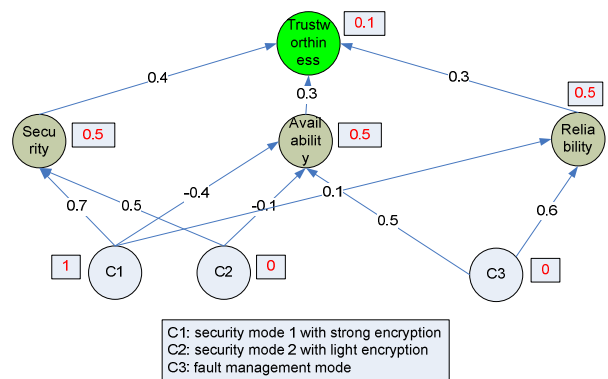 Trustw
orthin
ess
0.1
0.4
0.3
0.3
Secu
rity
0.5
Avail
abilit
y
0.5
0.5
Relia
bility
0.7
0.5
-0.4
-0.1
0.1
0.5
0.6
1
C1
C2
0
C3
0
C1: security mode 1 with strong encryption
C2: security mode 2 with light encryption
C3: fault management mode